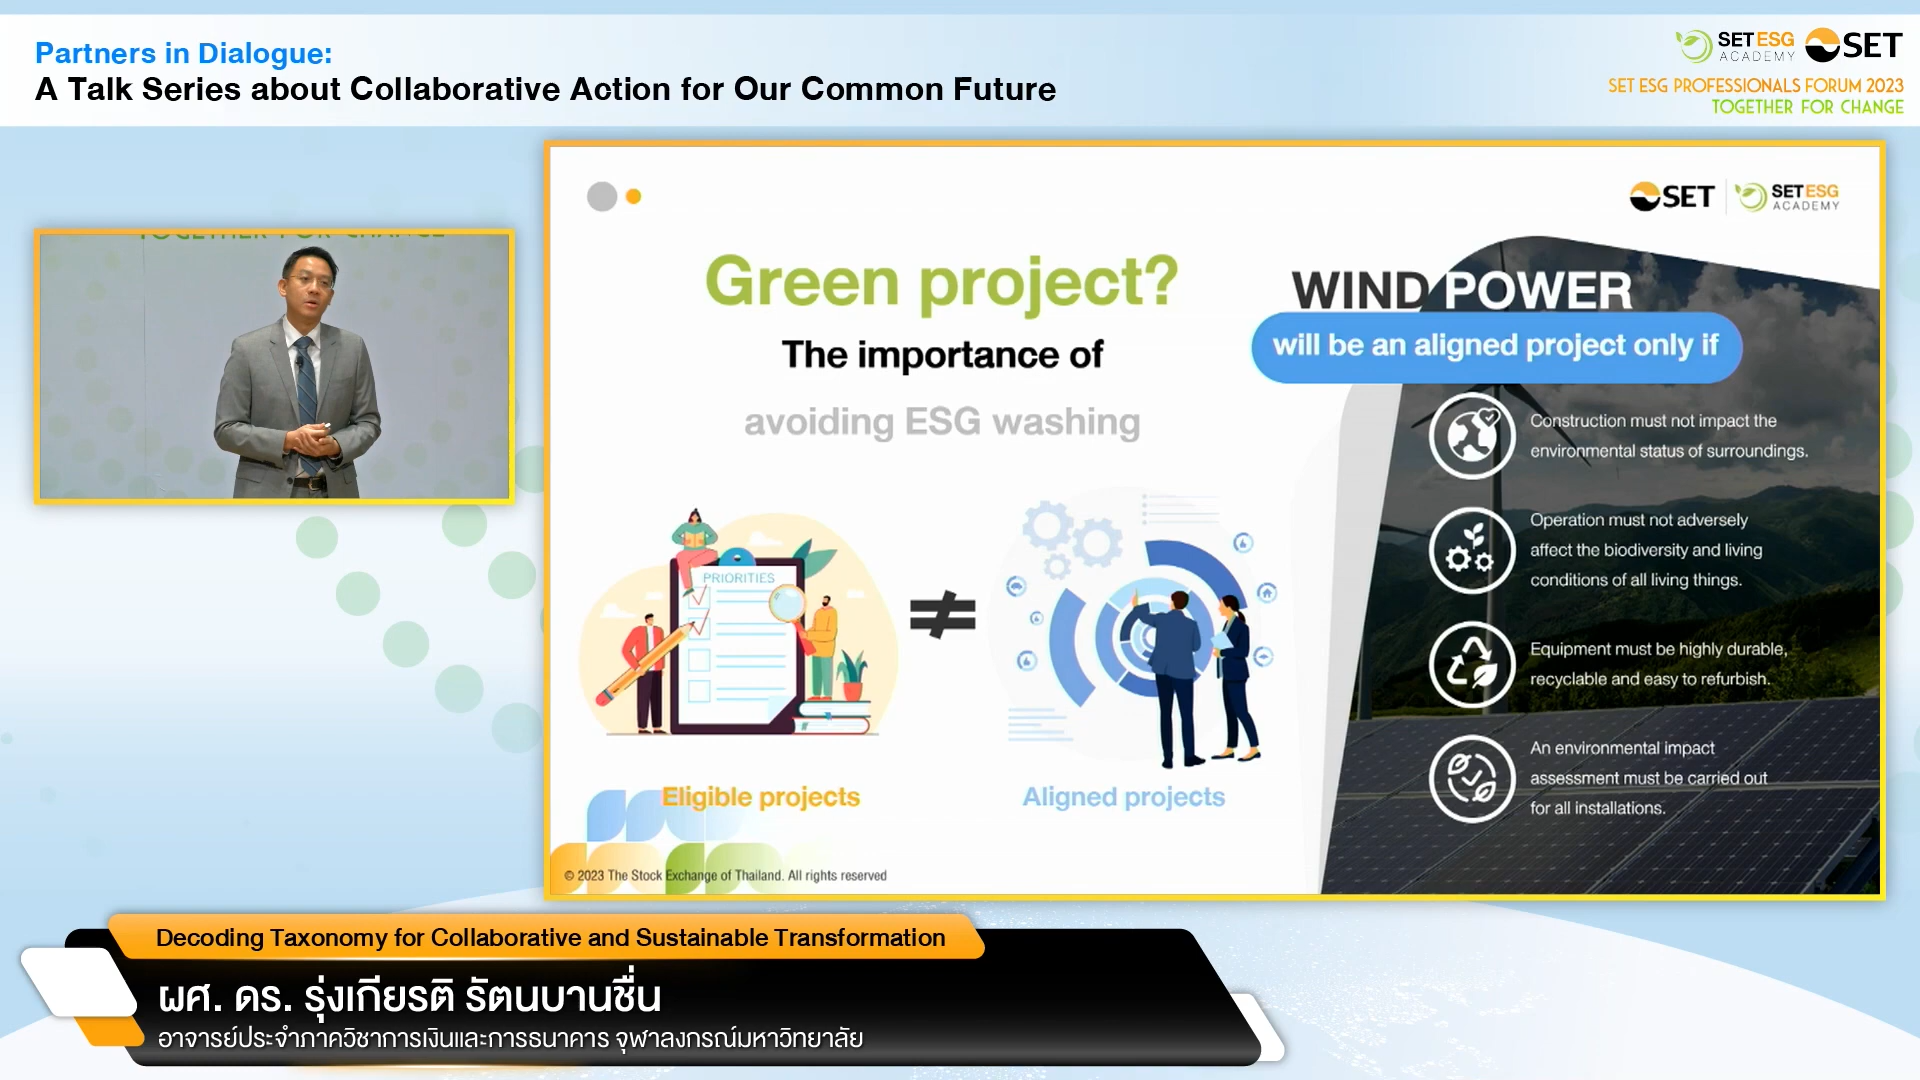 Partners in Dialogue:
A Talk Series about Collaborative Action for Our Common Future
SET ESG
ACADEMY
SET
SET ESG PROFESSIONALS FORUM 2023
TOGETHER FOR CHANGE
TOGETHER FOR CHANGE
SET
SET ESG
ACADEMY
Green project?
The importance of
avoiding ESG washing
PRIORITIES
≠
Eligible projects
Aligned projects
WIND POWER
will be an aligned project only if
Construction must not impact the
environmental status of surroundings.
Operation must not adversely
affect the biodiversity and living
conditions of all living things.
Equipment must be highly durable,
recyclable and easy to refurbish.
An environmental impact
assessment must be carried out
for all installations.
© 2023 The Stock Exchange of Thailand. All rights reserved
Decoding Taxonomy for Collaborative and Sustainable Transformation
ผศ. ดร. รุ่งเกียรติ รัตนบานชื่น
อาจารย์ประจำภาควิชาการเงินและการธนาคาร จุฬาลงกรณ์มหาวิทยาลัย